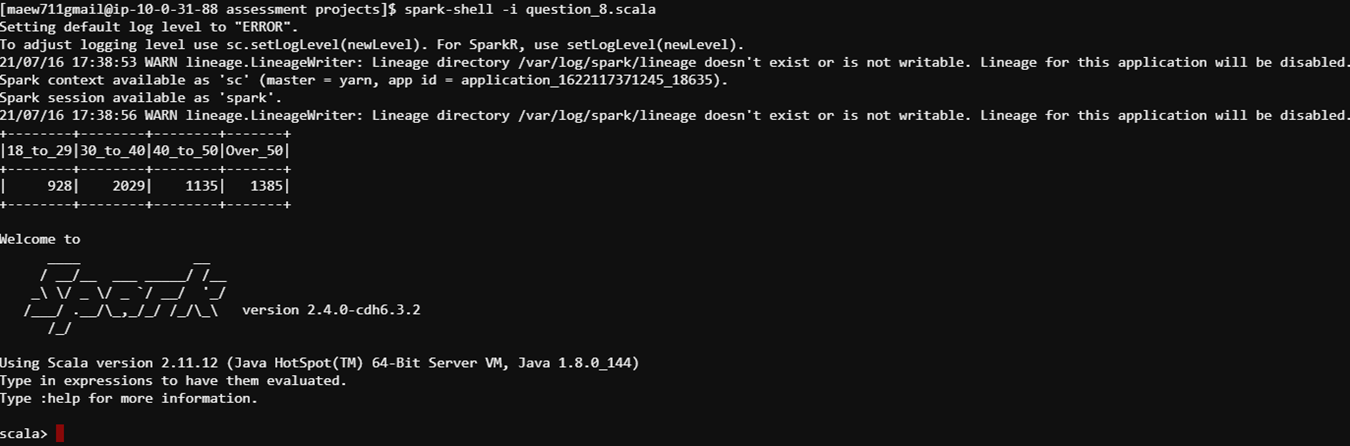 [maew711gmail@ip-10-0-31-88 assessment projects]$ spark-shell -i question_8.scala
Setting default log level to "ERROR".
To adjust logging level use sc.setLogLevel(newLevel). For SparkR, use setLogLevel(newLevel).
21/07/16 17:38:53 WARN lineage.LineageWriter: Lineage directory /var/log/spark/lineage doesn't exist or is not writable. Lineage for this application will be disabled.
Spark context available as 'sc' (master = yarn, app id = application_1622117371245_18635).
Spark session available as 'spark'.
21/07/16 17:38:56 WARN lineage.LineageWriter: Lineage directory /var/log/spark/lineage doesn't exist or is not writable. Lineage for this application will be disabled.
+--------+--------+--------+-------+
|18_to_29|30_to_40|40_to_50|Over_50|
+--------+--------+--------+-------+
|     928|    2029|    1135|   1385|
+--------+--------+--------+-------+
Welcome to
      ____              __
     / __/__  ___ _____/ /__
    _\ \/ _ \/ _ `/ __/  '_/
   /___/ .__/\_,_/_/ /_/\_\   version 2.4.0-cdh6.3.2
      /_/
Using Scala version 2.11.12 (Java HotSpot(TM) 64-Bit Server VM, Java 1.8.0_144)
Type in expressions to have them evaluated.
Type :help for more information.
scala>